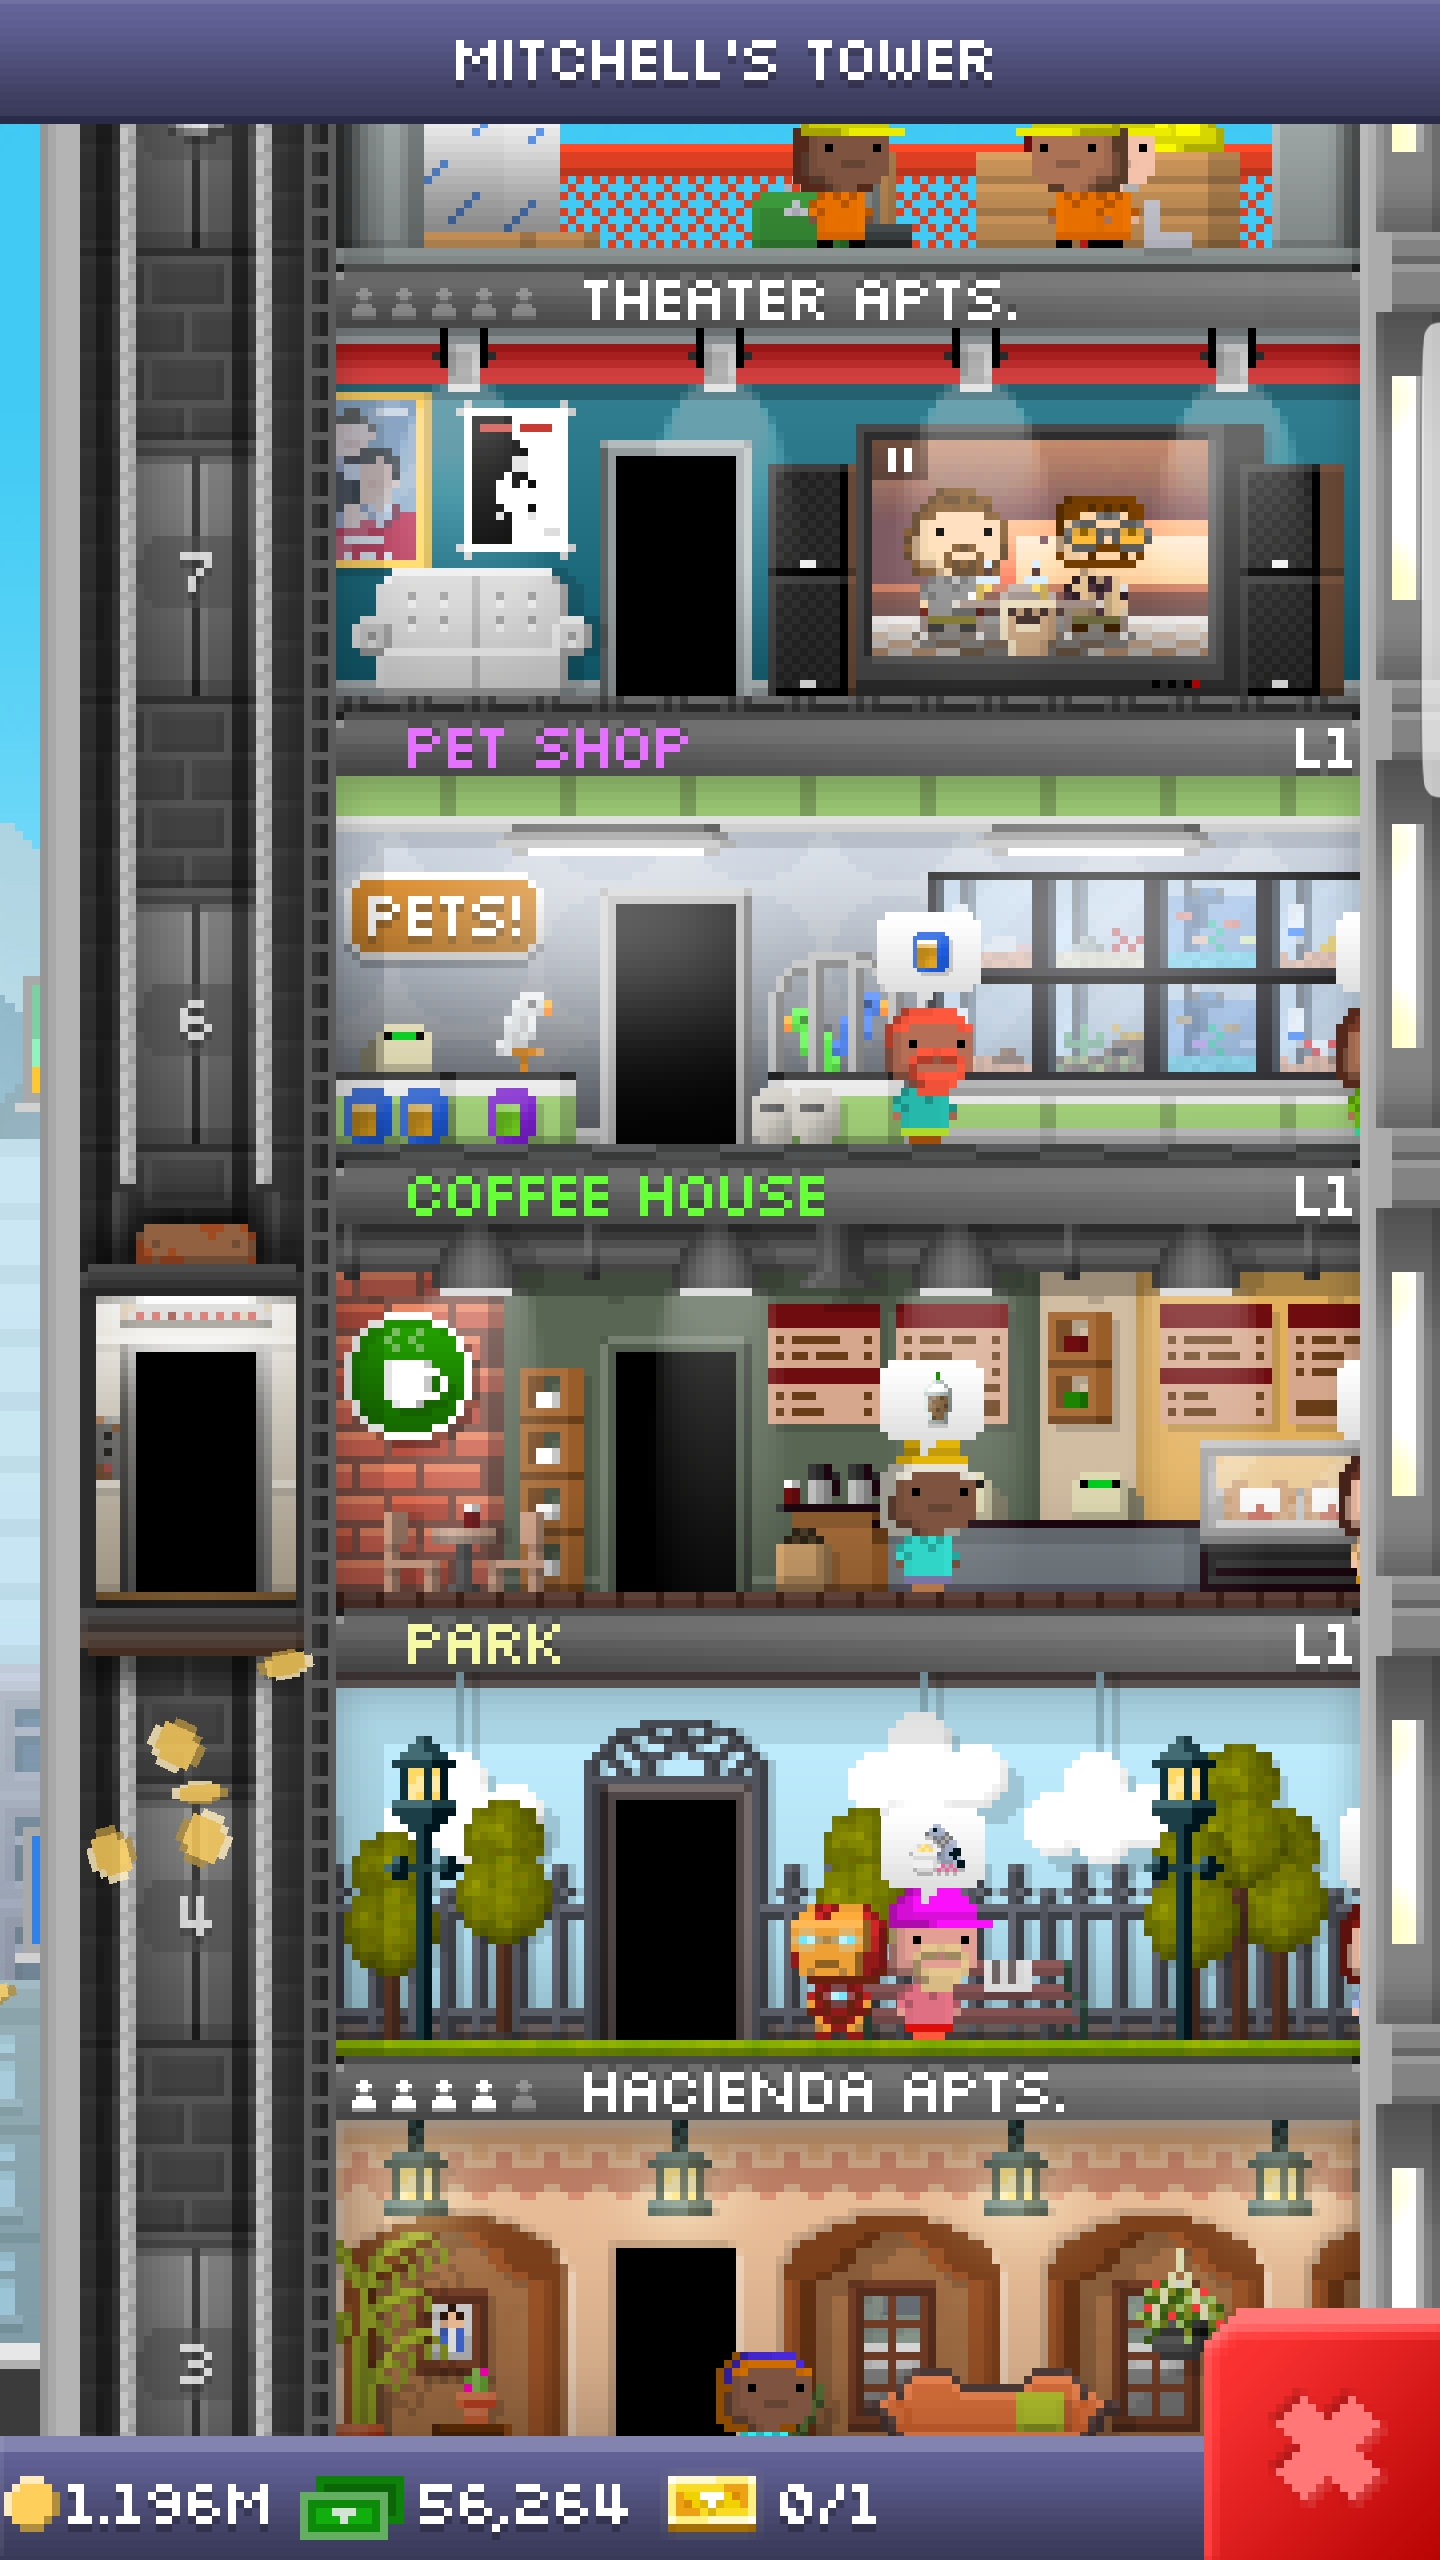 MITCHELL'S TOWER
THEATER APTS.
7
PET SHOP L1
PETS!
6
COFFEE HOUSE L1
PARK L1
4
HACIENDA APTS.
3
1.196M 56,264 0/1